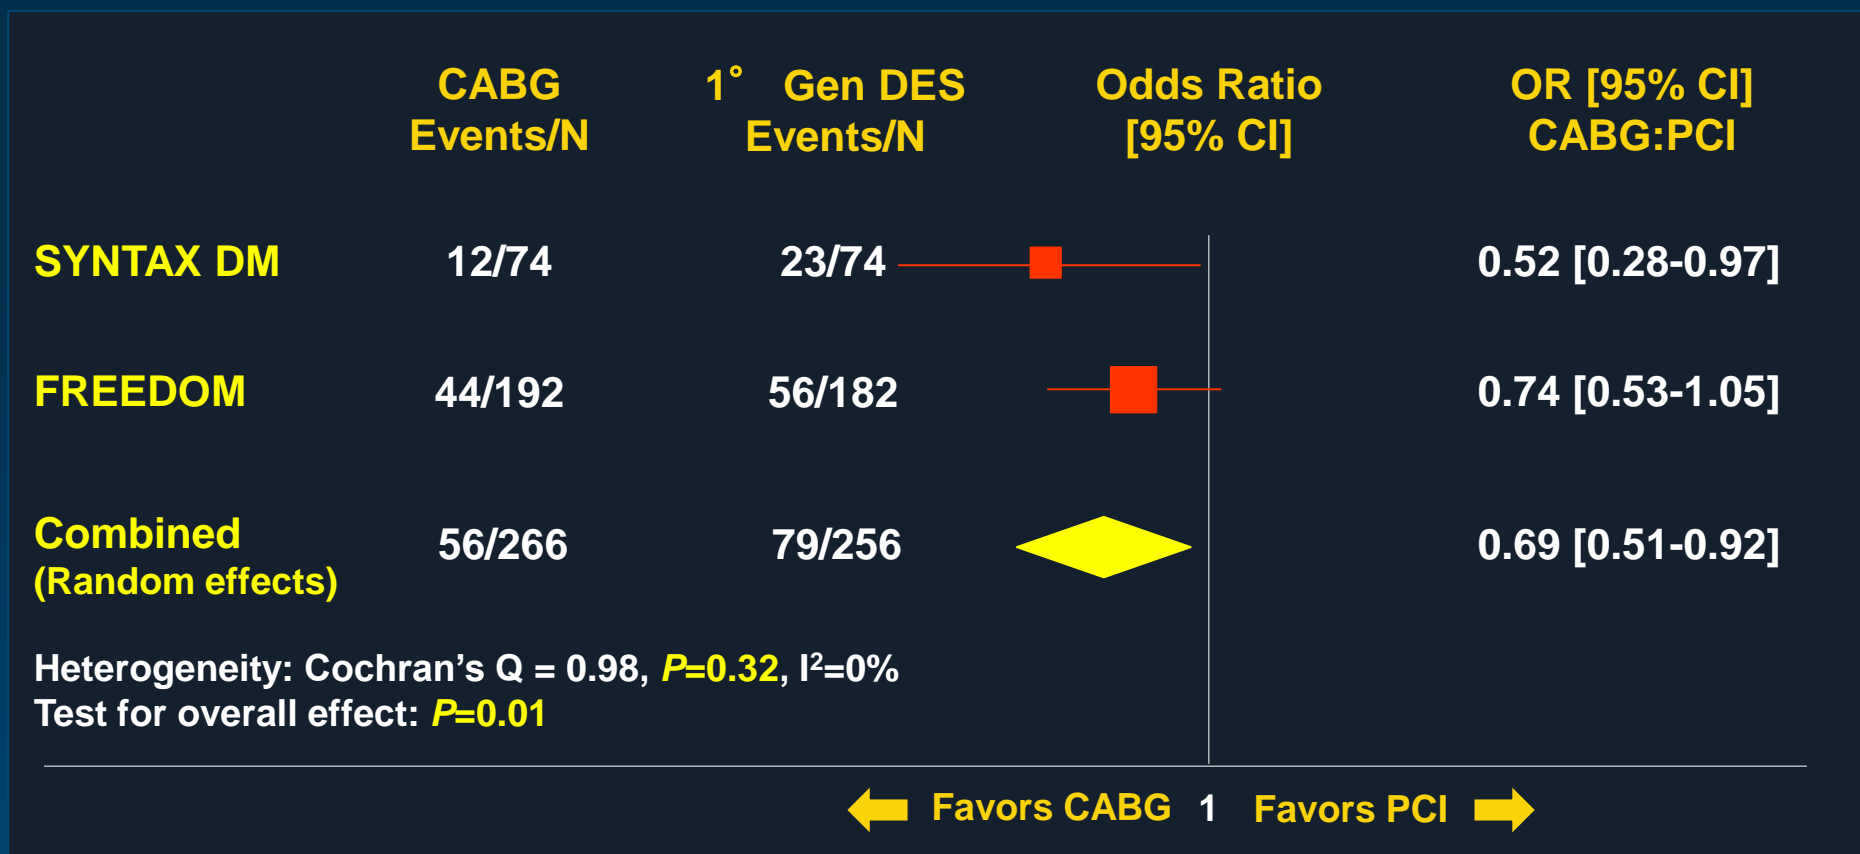 CABG Events/N
1° Gen DES Events/N
Odds Ratio [95% CI]
OR [95% CI] CABG:PCI
SYNTAX DM 12/74 23/74 0.52 [0.28-0.97]
FREEDOM 44/192 56/182 0.74 [0.53-1.05]
Combined
(Random effects) 56/266 79/256 0.69 [0.51-0.92]
Heterogeneity: Cochran’s Q = 0.98, P=0.32, I²=0%
Test for overall effect: P=0.01
Favors CABG 1 Favors PCI